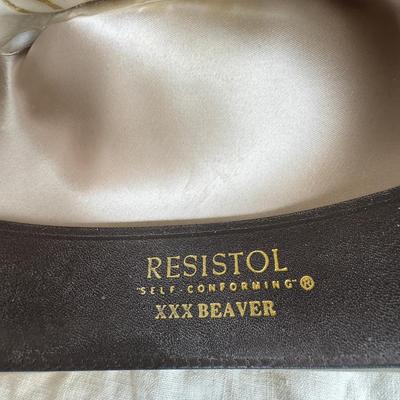 RESISTOL
"SELF-CONFORMING"®
XXX BEAVER